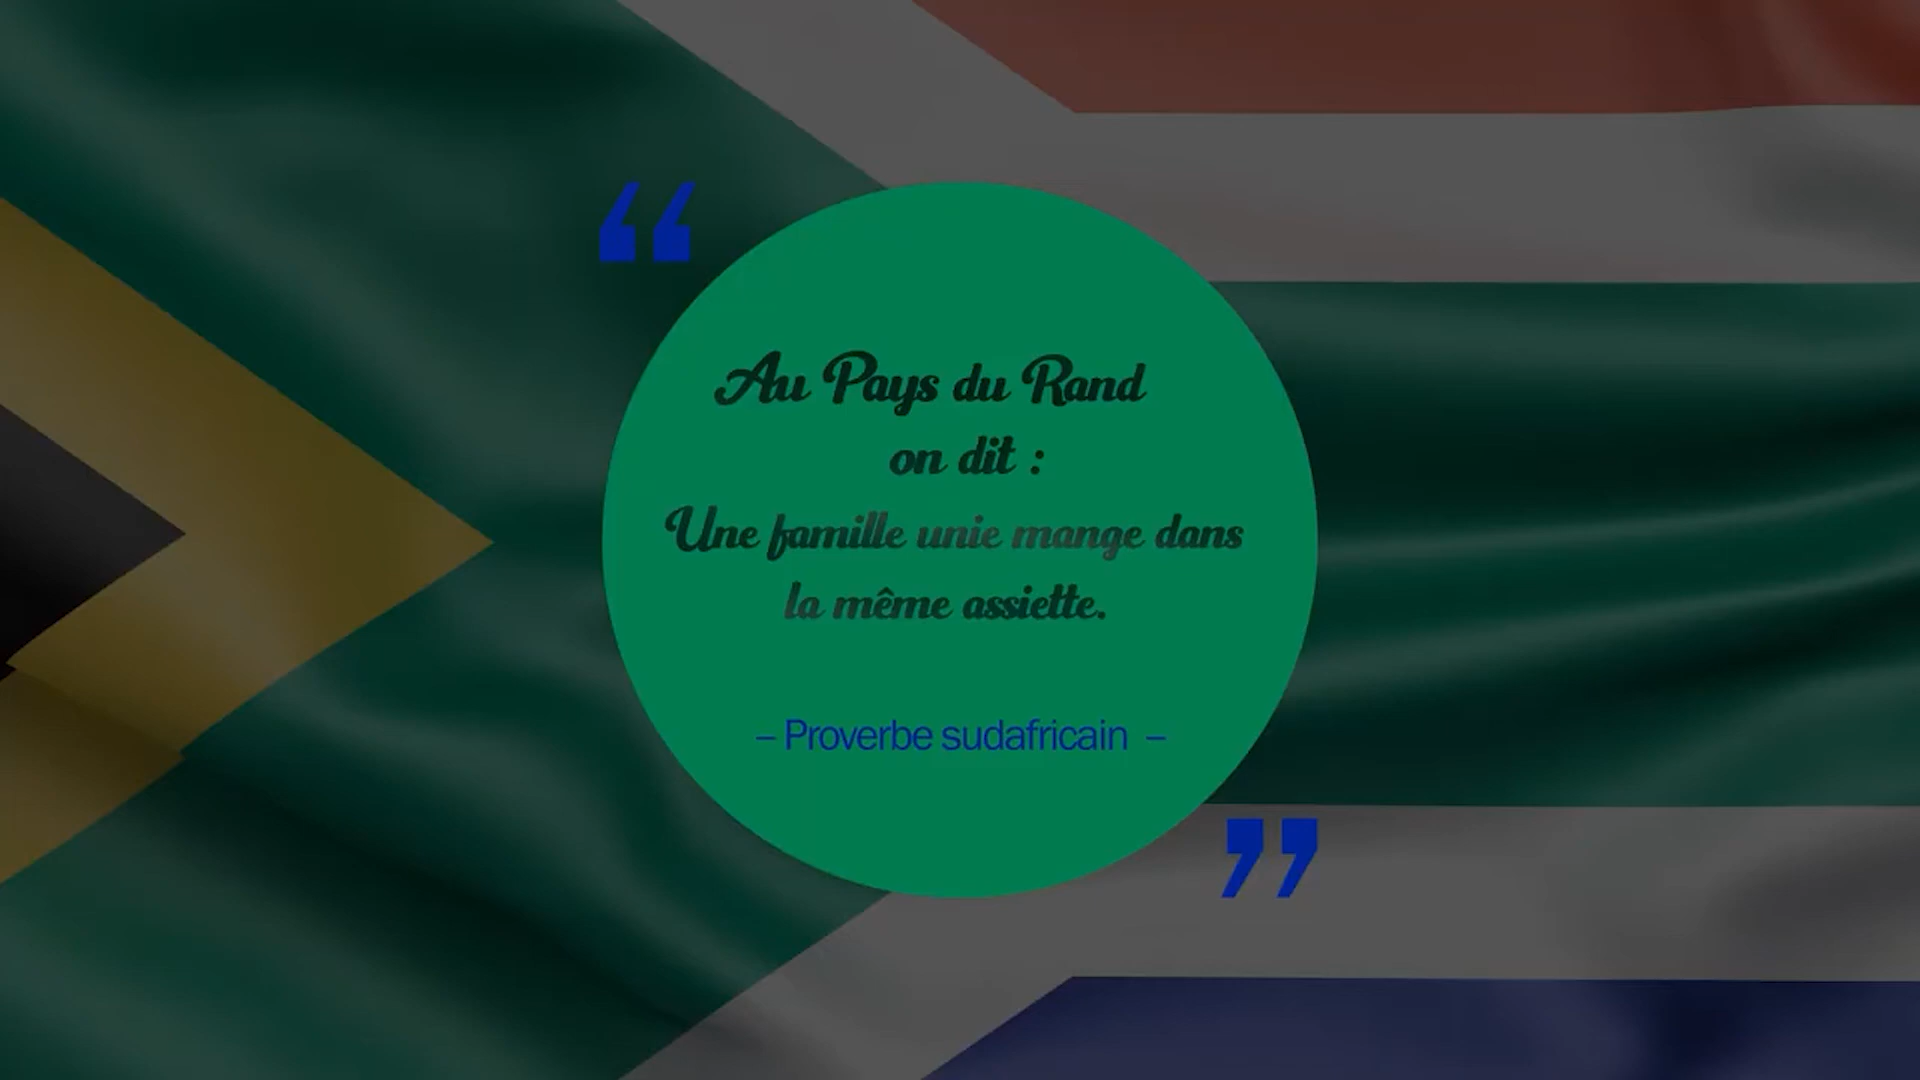 “
Au Pays du Rand
on dit :
Une famille unie mange dans
la même assiette.
– Proverbe sudafricain –
”